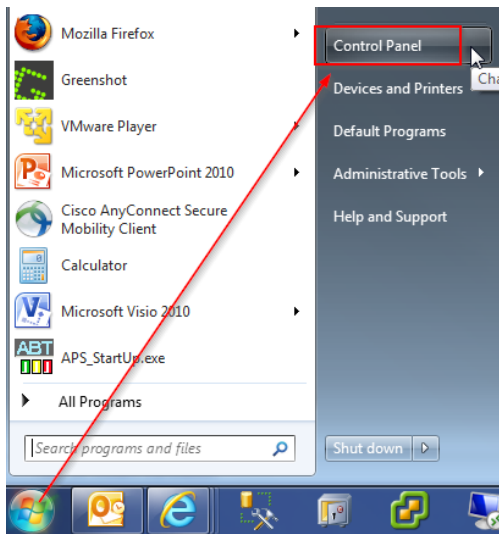 Mozilla Firefox
Greenshot
VMware Player
Microsoft PowerPoint 2010
Cisco AnyConnect Secure
Mobility Client
Calculator
Microsoft Visio 2010
ABT
APS_StartUp.exe
All Programs
Search programs and files
Control Panel
Cha
Devices and Printers
Default Programs
Administrative Tools
Help and Support
Shut down